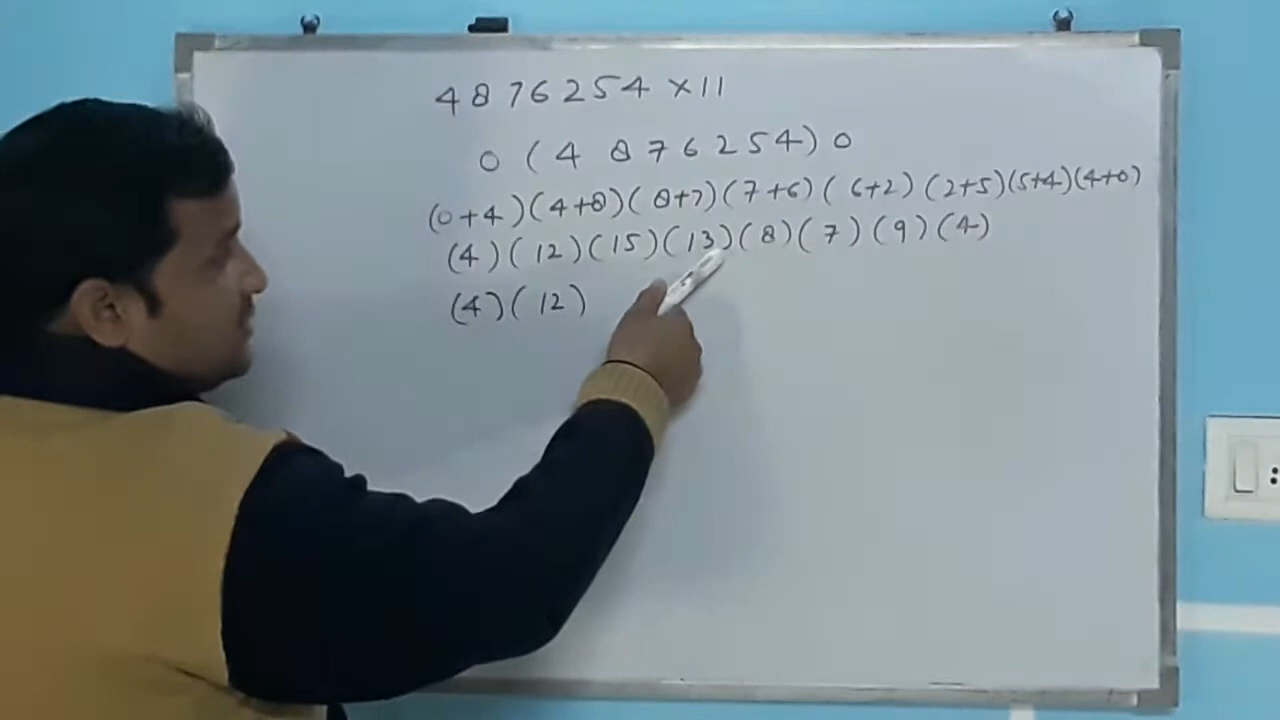 4876254 × 11
0 (4 8 7 6 2 5 4) 0
(0+4)(4+8)(8+7)(7+6)(6+2)(2+5)(5+4)(4+0)
(4)(12)(15)(13)(8)(7)(9)(4)
(4)(12)